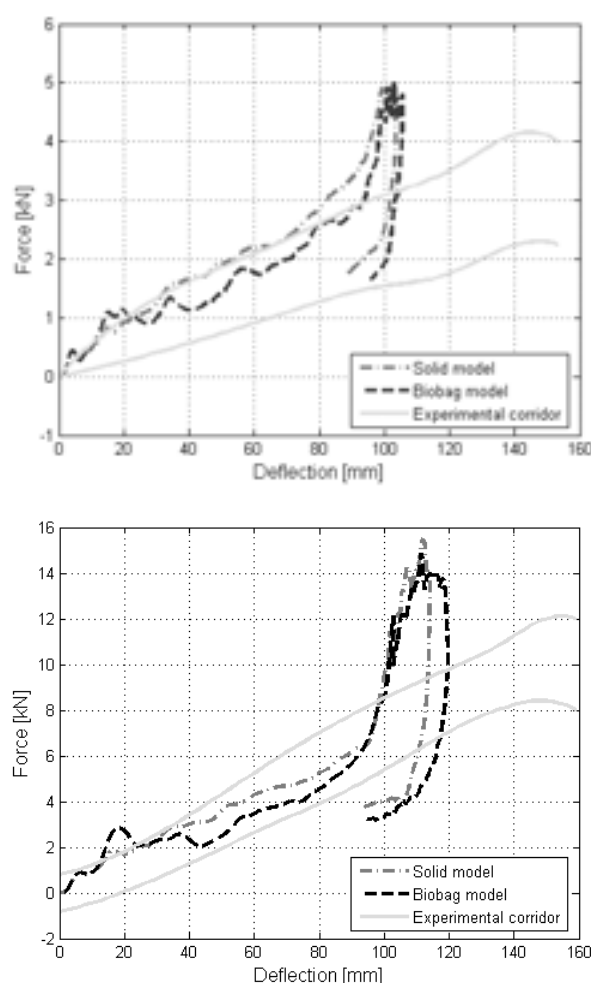 6
5
4
3
2
1
0
-1
Force [kN]
Solid model
Biobag model
Experimental corridor
0 20 40 60 80 100 120 140 160
Deflection [mm]
16
14
12
10
8
6
4
2
0
-2
Force [kN]
Solid model
Biobag model
Experimental corridor
0 20 40 60 80 100 120 140 160
Deflection [mm]